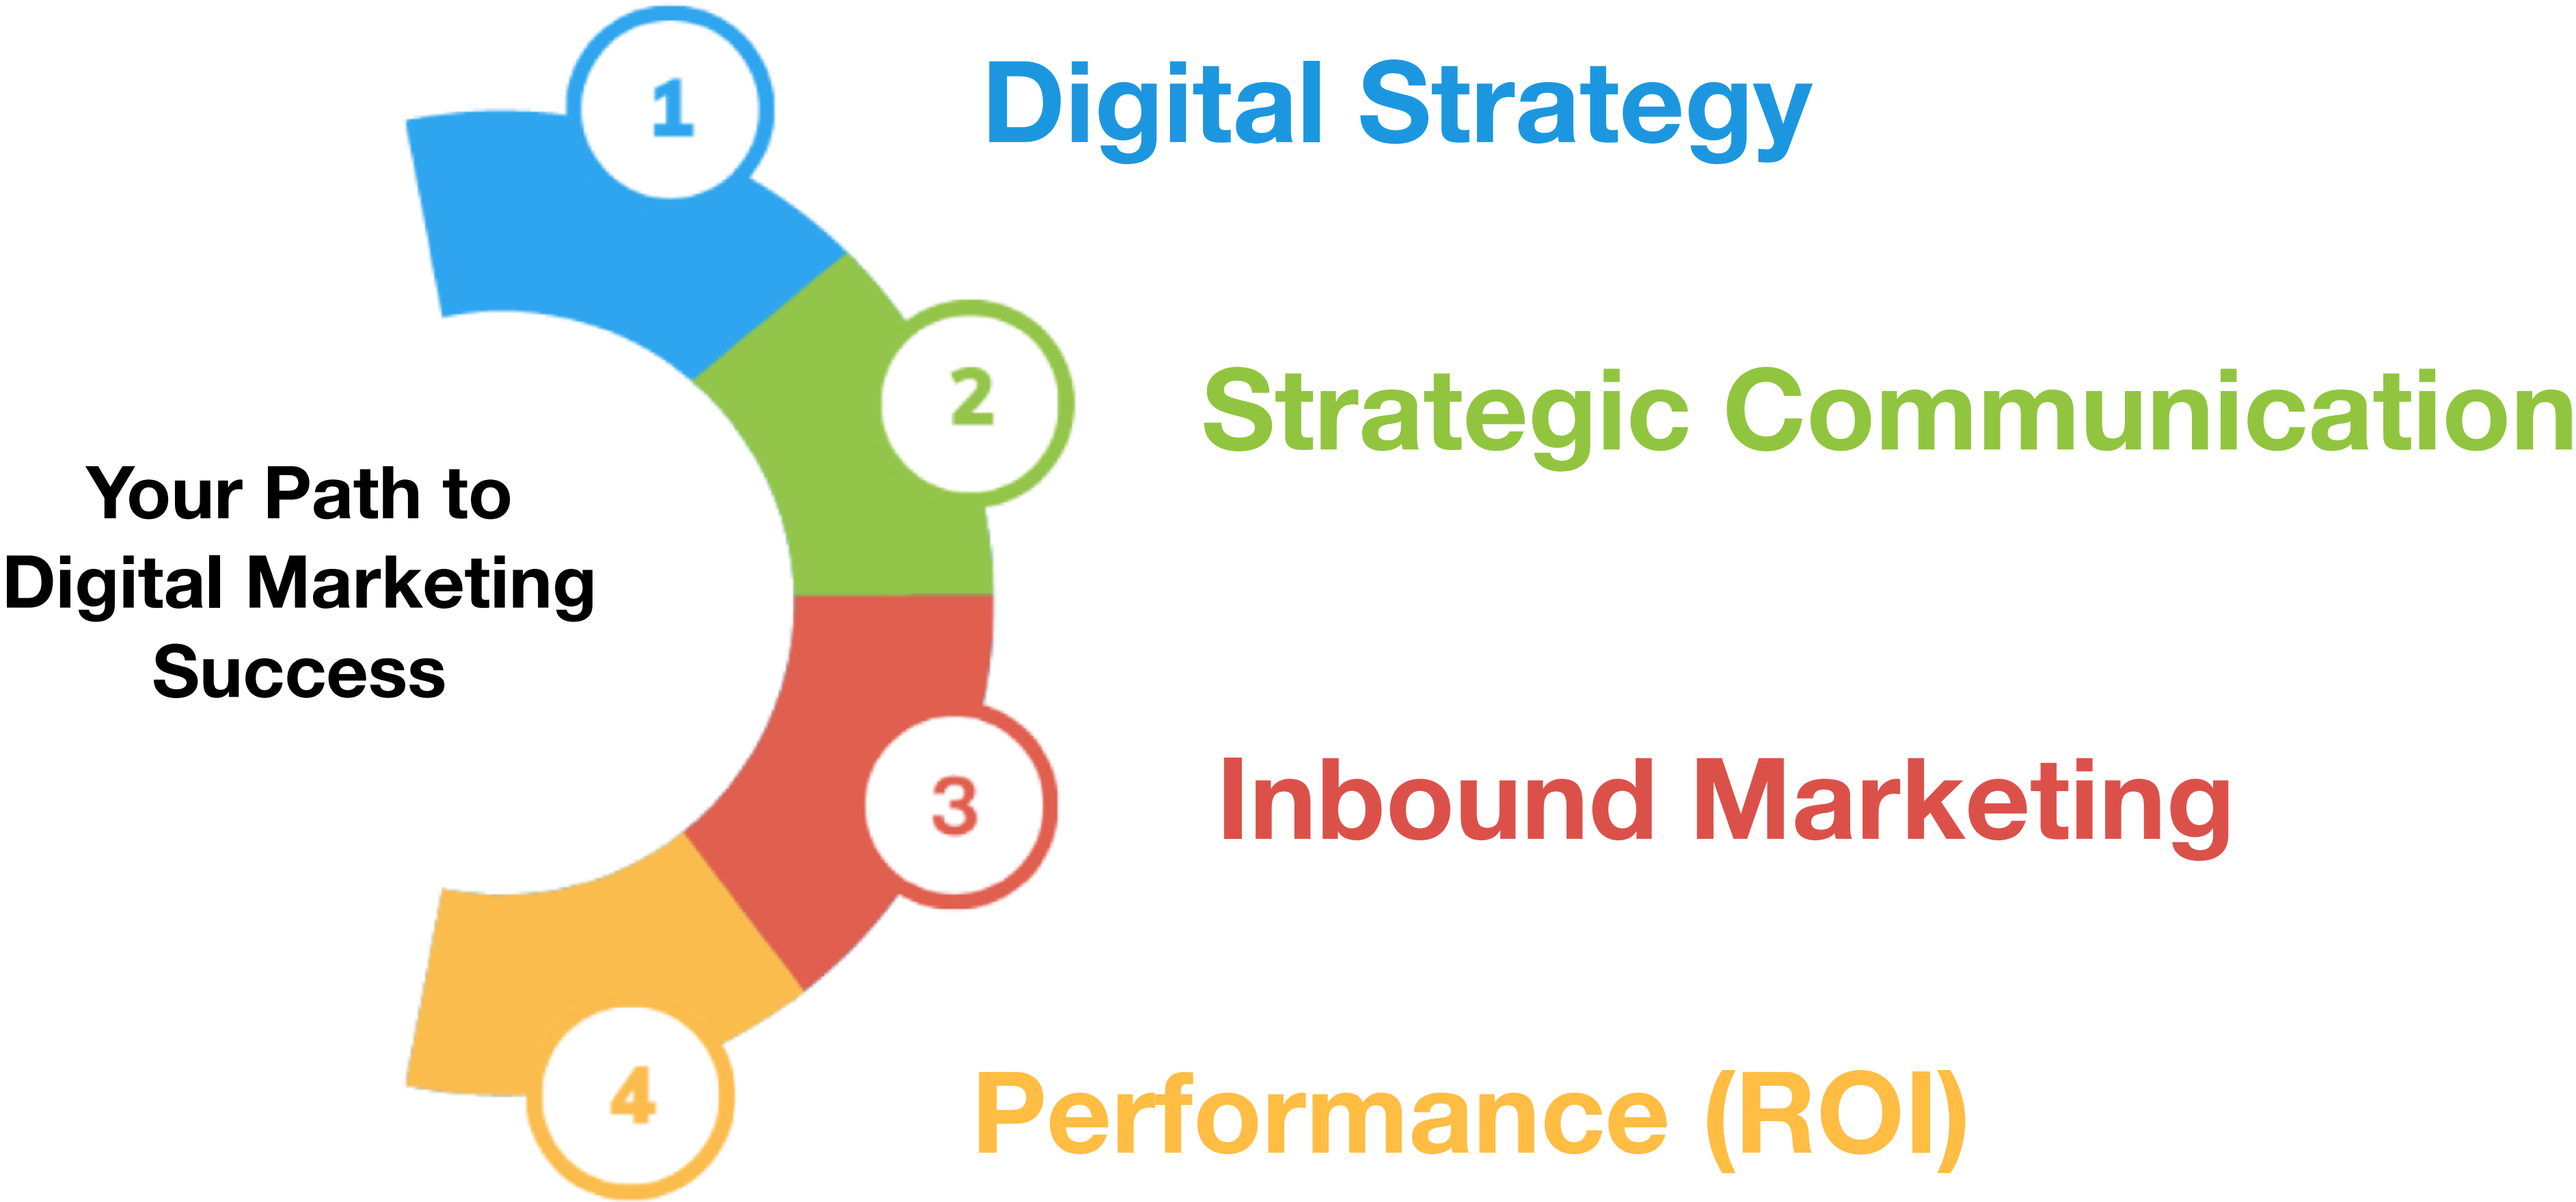 1
Digital Strategy
2
Strategic Communication
Your Path to
Digital Marketing
Success
3
Inbound Marketing
4
Performance (ROI)